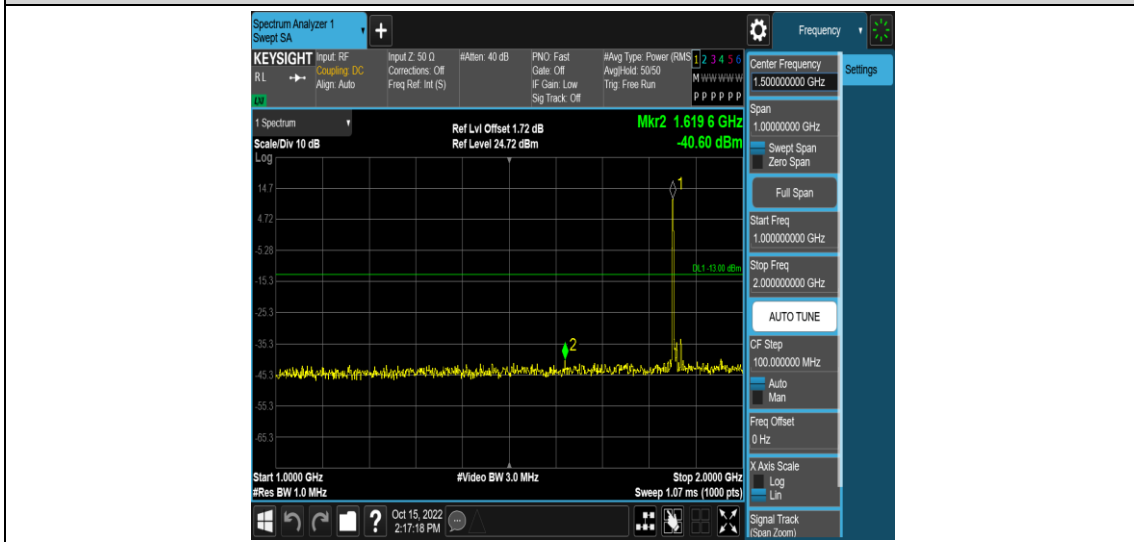 Spectrum Analyzer 1
Swept SA
+
Frequency
KEYSIGHT
RL
Input: RF
Coupling: DC
Align: Auto
Input Z: 50 Ω
Corrections: Off
Freq Ref: Int (S)
#Atten: 40 dB
PNO: Fast
Gate: Off
IF Gain: Low
Sig Track: Off
#Avg Type: Power (RMS
Avg|Hold: 50/50
Trig: Free Run
1 2 3 4 5 6
M W W W W W
P P P P P P
1 Spectrum
Scale/Div 10 dB
Log
Ref Lvl Offset 1.72 dB
Ref Level 24.72 dBm
Mkr2 1.619 6 GHz
-40.60 dBm
14.7
4.72
-5.28
-15.3
-25.3
-35.3
-45.3
-55.3
-65.3
1
2
DL1 -13.00 dBm
Start 1.0000 GHz
#Res BW 1.0 MHz
#Video BW 3.0 MHz
Stop 2.0000 GHz
Sweep 1.07 ms (1000 pts)
Oct 15, 2022
2:17:18 PM
Center Frequency
1.50000000 GHz
Settings
Span
1.00000000 GHz
Swept Span
Zero Span
Full Span
Start Freq
1.000000000 GHz
Stop Freq
2.000000000 GHz
AUTO TUNE
CF Step
100.000000 MHz
Auto
Man
Freq Offset
0 Hz
X Axis Scale
Log
Lin
Signal Track
(Span Zoom)